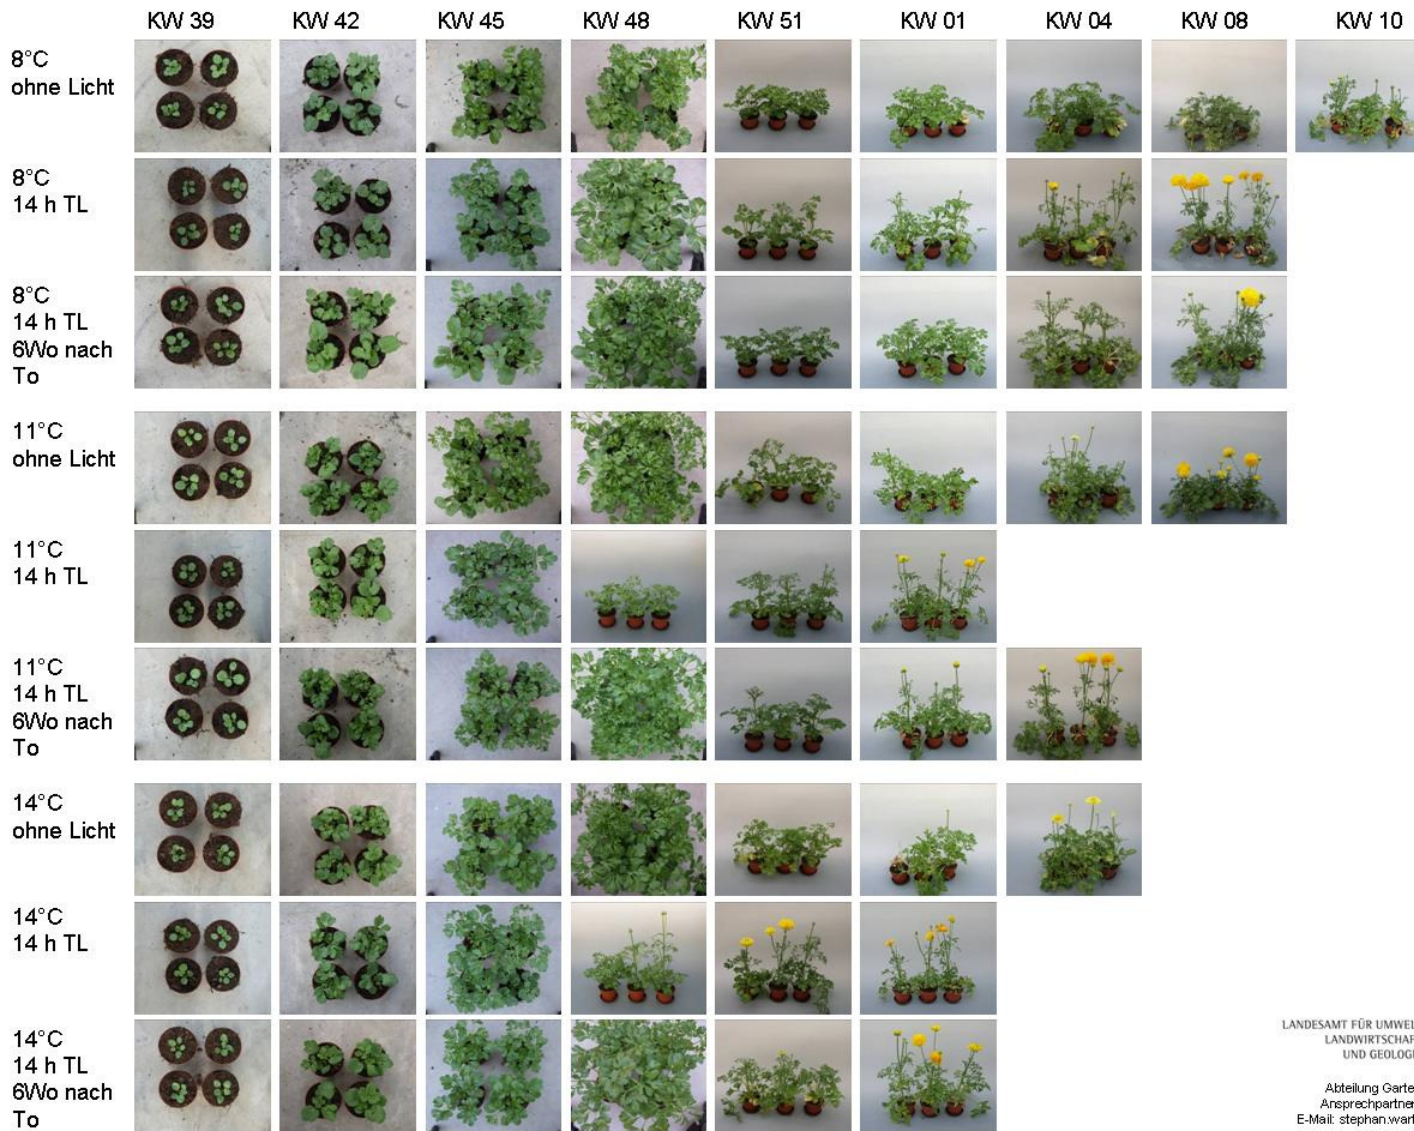 KW 39 KW 42 KW 45 KW 48 KW 51 KW 01 KW 04 KW 08 KW 10
8°C
ohne Licht
8°C
14 h TL
8°C
14 h TL
6Wo nach
To
11°C
ohne Licht
11°C
14 h TL
11°C
14 h TL
6Wo nach
To
14°C
ohne Licht
14°C
14 h TL
14°C
14 h TL
6Wo nach
To
LANDESAMT FÜR UMWEL
LANDWIRTSCHAF
UND GEOLOGI
Abteilung Garte
Ansprechpartner
E-Mail: stephan.wart